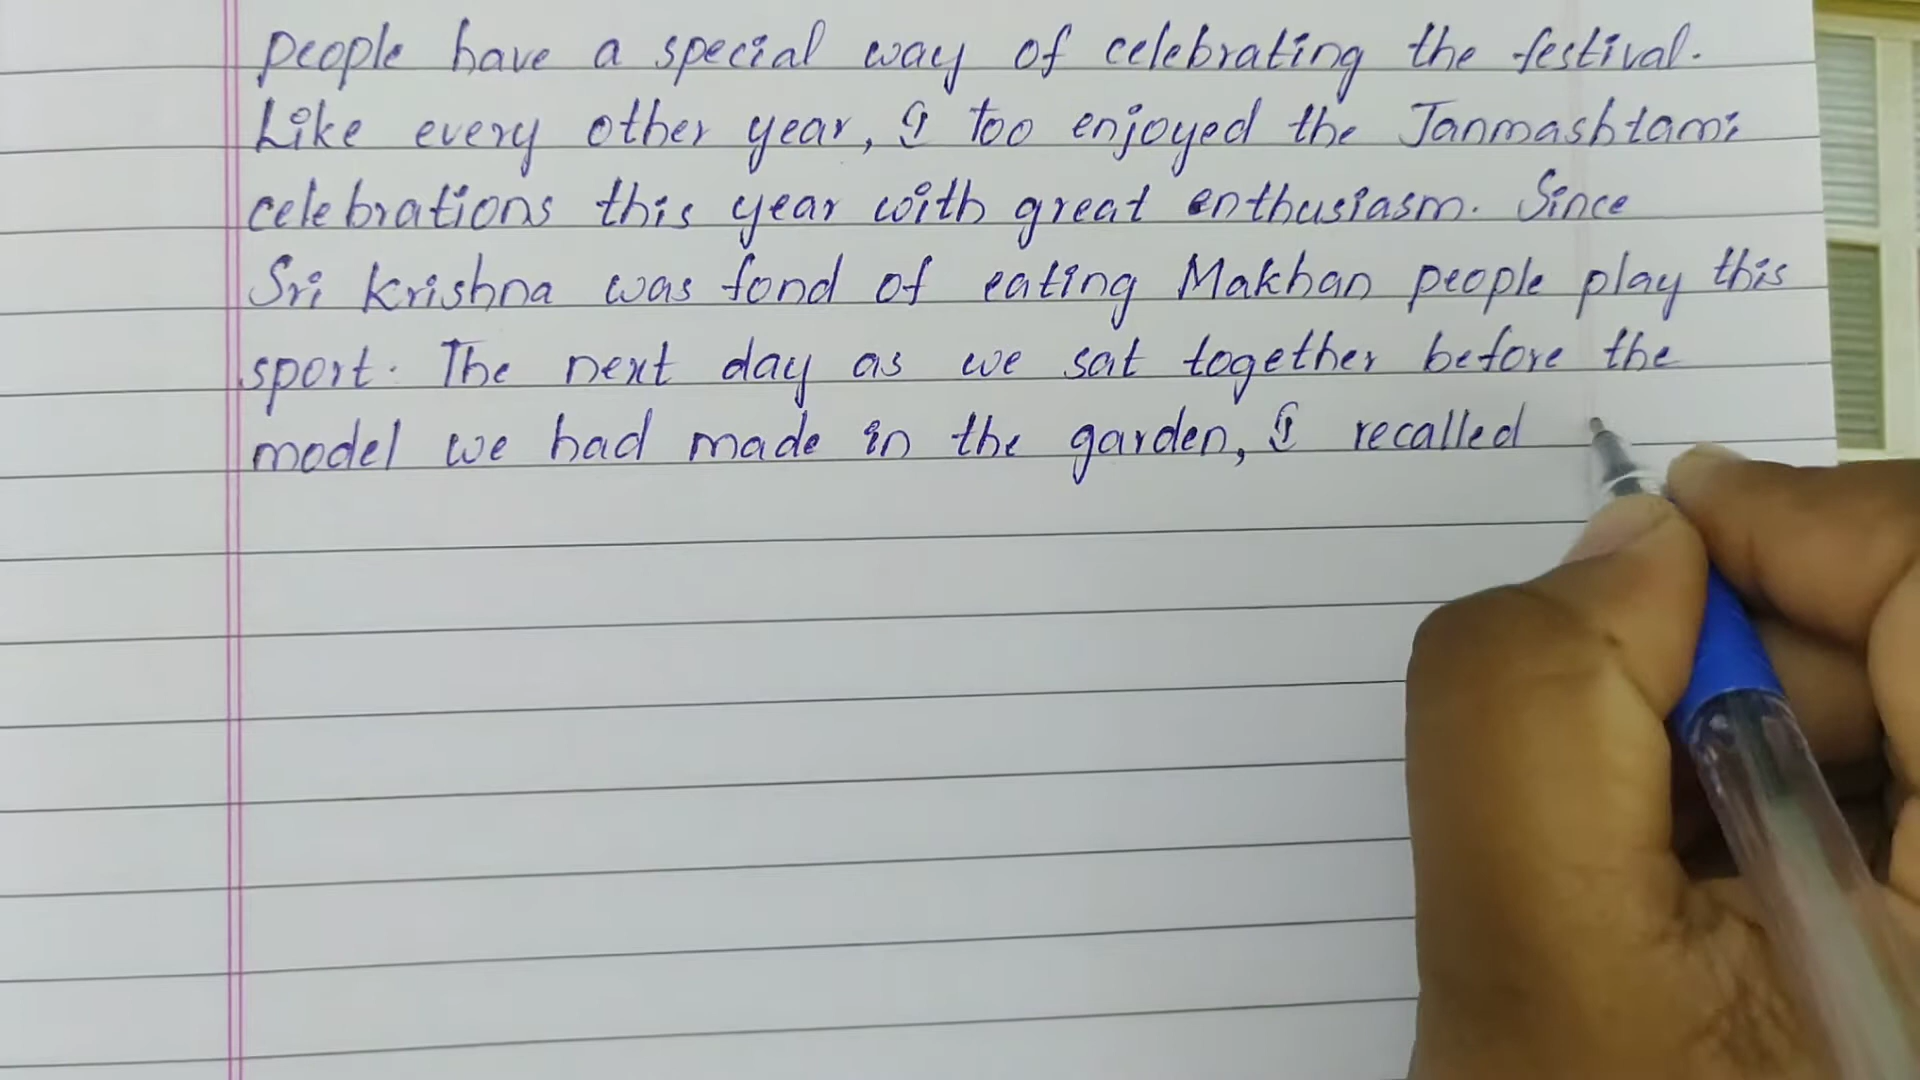 people have a special way of celebrating the festival.
Like every other year, I too enjoyed the Janmashtami
celebrations this year with great enthusiasm. Since
Sri Krishna was fond of eating Makhan people play this
sport. The next day as we sat together before the
model we had made in the garden, I recalled